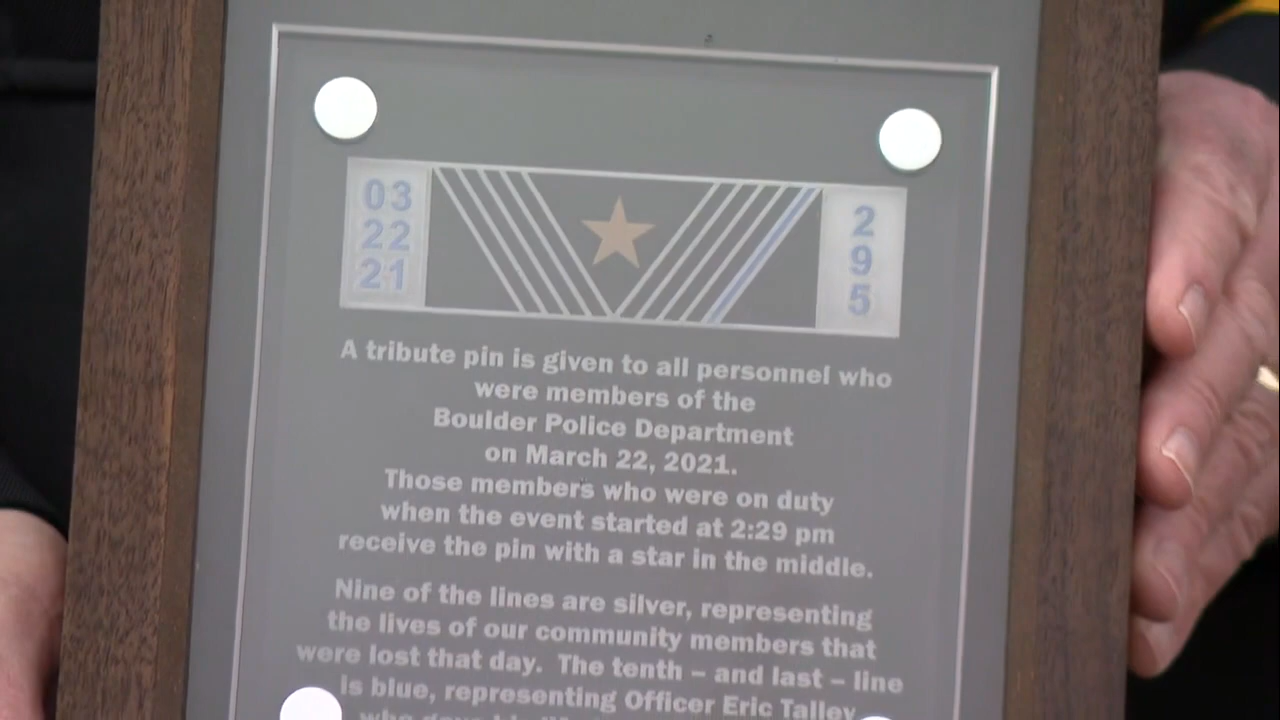 03
22
21
2
9
5
A tribute pin is given to all personnel who
were members of the
Boulder Police Department
on March 22, 2021.
Those members who were on duty
when the event started at 2:29 pm
receive the pin with a star in the middle.
Nine of the lines are silver, representing
the lives of our community members that
were lost that day. The tenth – and last – line
is blue, representing Officer Eric Talley
who gave his